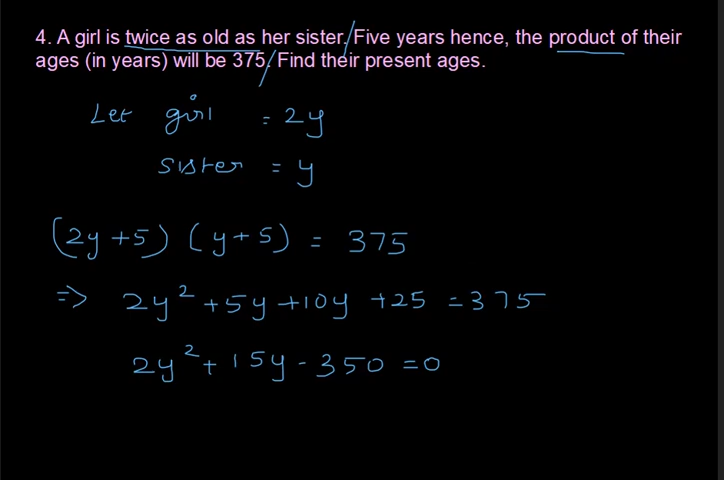 4. A girl is twice as old as her sister. Five years hence, the product of their
ages (in years) will be 375. Find their present ages.
Let girl = 2y
sister = y
(2y +5) (y+5) = 375
=> 2y² +5y +10y +25 =375
2y² + 15y - 350 =0